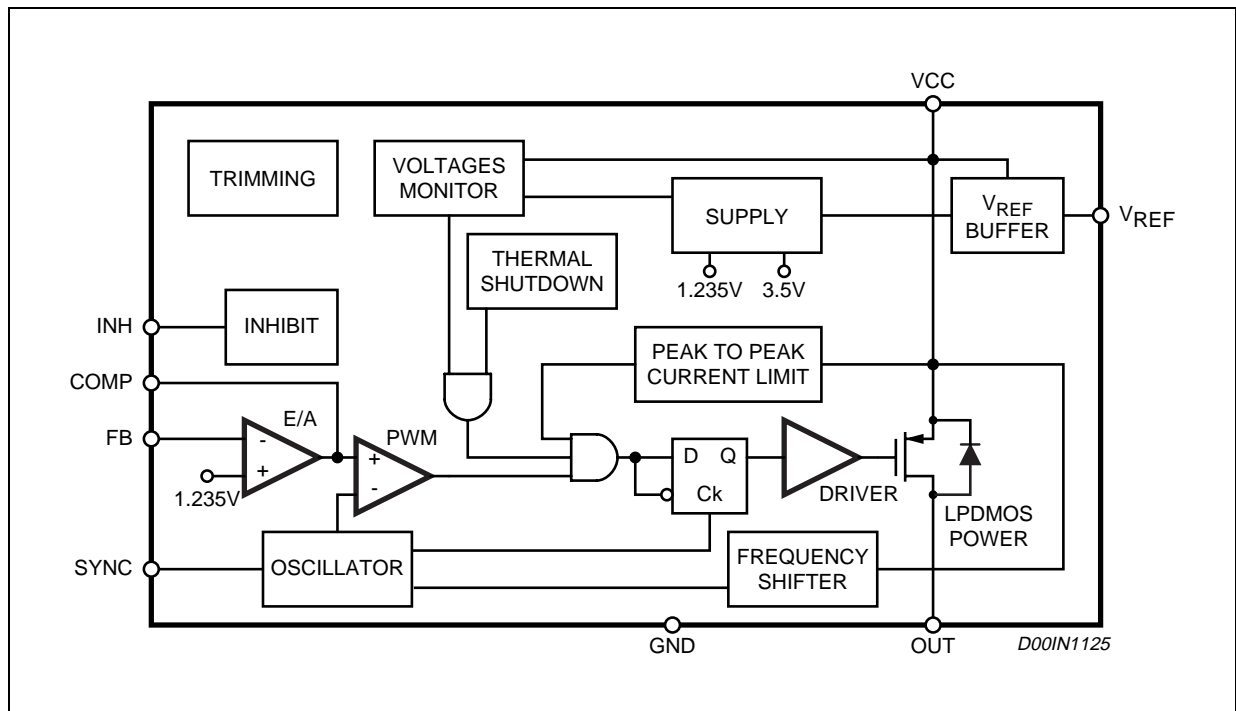 VCC
TRIMMING
VOLTAGES
MONITOR
SUPPLY
VREF
BUFFER
VREF
THERMAL
SHUTDOWN
1.235V
3.5V
INH
INHIBIT
PEAK TO PEAK
CURRENT LIMIT
COMP
E/A
FB
-
+
PWM
+
-
1.235V
D Q
Ck
DRIVER
LPDMOS
POWER
SYNC
OSCILLATOR
FREQUENCY
SHIFTER
GND
OUT
D00IN1125